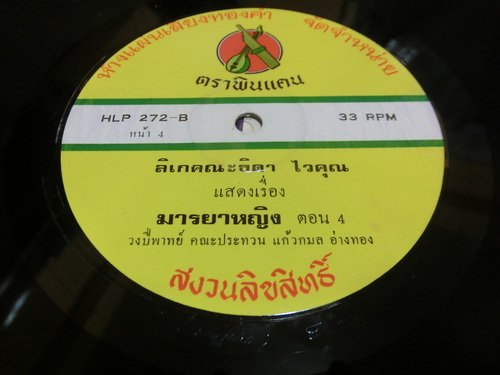 ห้างแผ่นเสียงทองคำ จัดจำหน่าย
ตราพิณแคน
HLP 272-B
33 RPM
หน้า 4
ลิเกคณะธิดา ไวคุณ
แสดงเรื่อง
มารยาหญิง ตอน 4
วงปี่พาทย์ คณะประทวน แก้วกมล อ่างทอง
สงวนลิขสิทธิ์